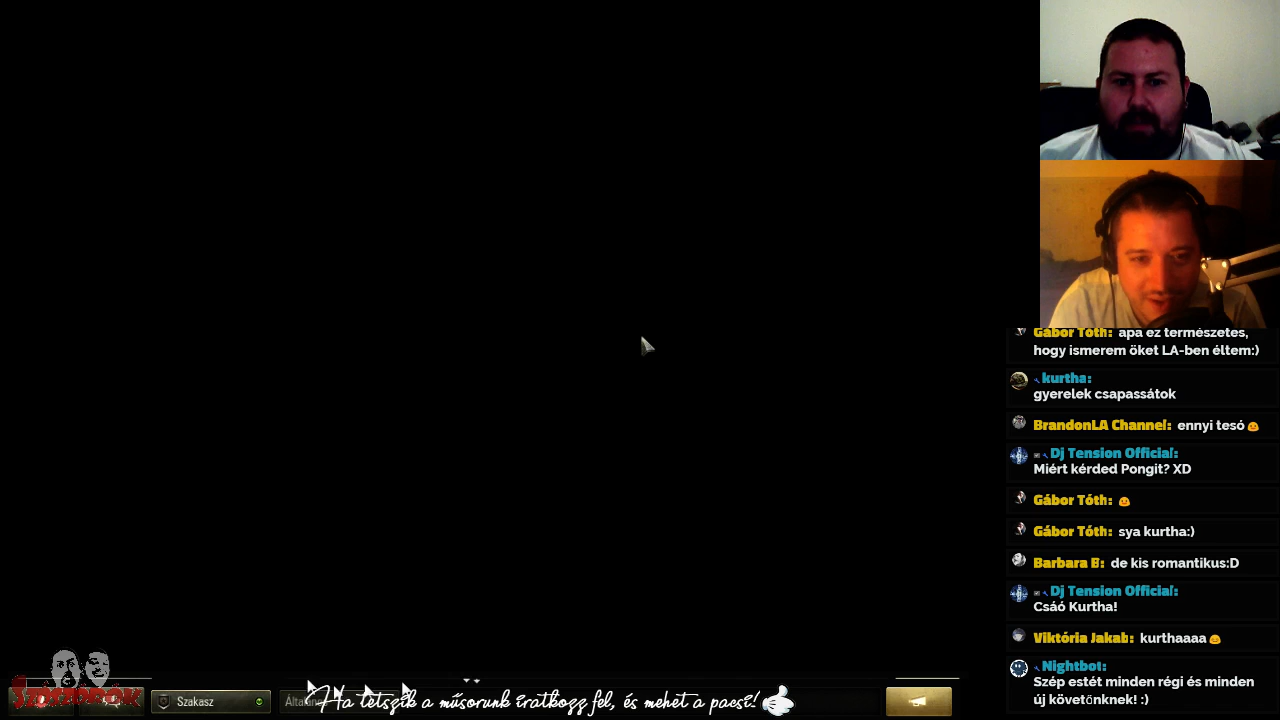 Gábor Tóth: apa ez természetes,
hogy ismerem öket LA-ben éltem:)
kurtha:
gyerelek csapassátok
BrandonLA Channel: ennyi tesó
Dj Tension Official:
Miért kérded Pongit? XD
Gábor Tóth:
Gábor Tóth: sya kurtha:)
Barbara B: de kis romantikus:D
Dj Tension Official:
Csáó Kurtha!
Viktória Jakab: kurthaaaa
Nightbot:
Szép estét minden régi és minden
új követőnknek! :)
Szakasz
Ha tetszik a műsorunk iratkozz fel, és mehet a pacsi!